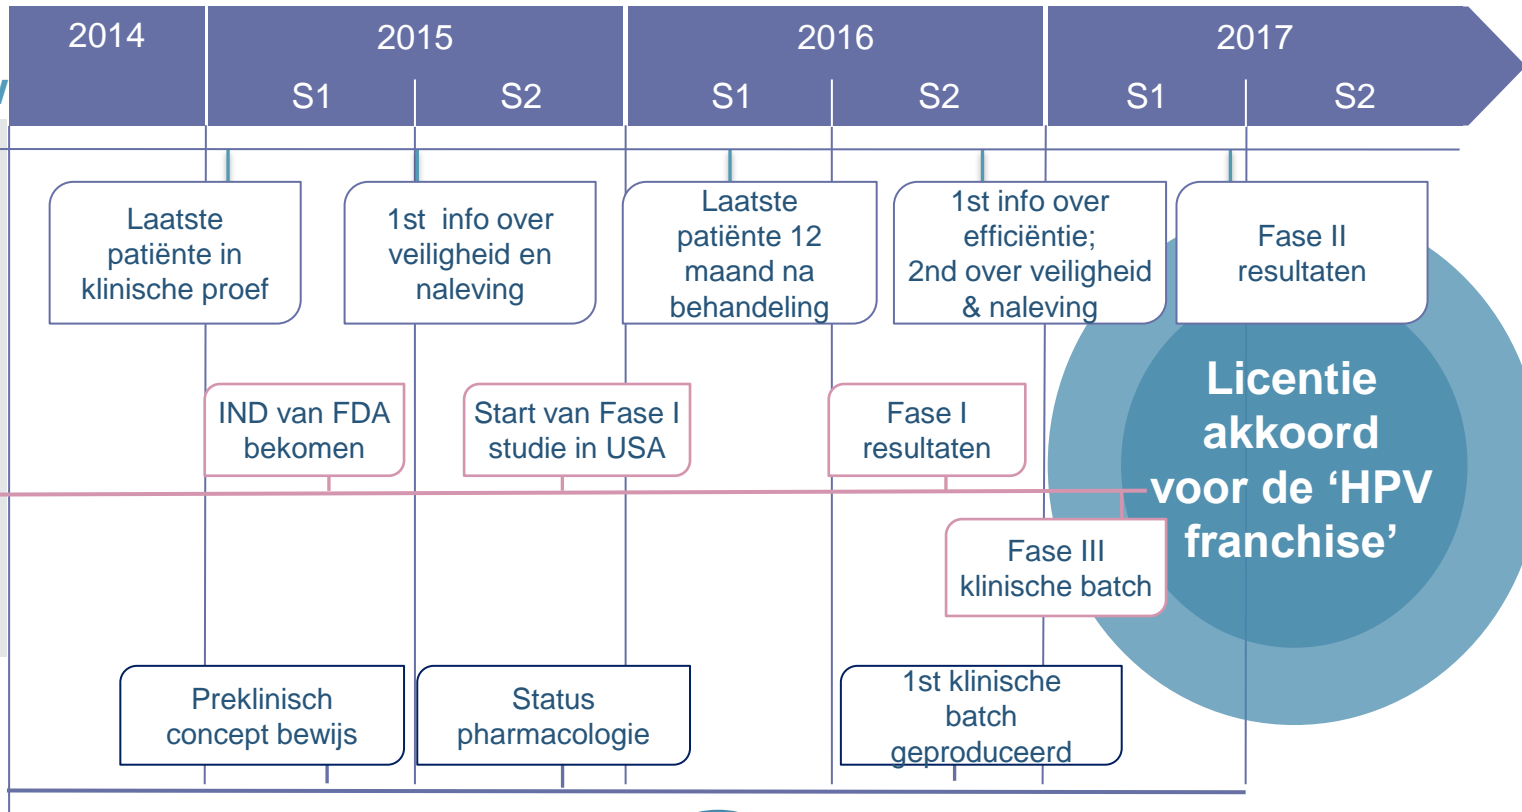 2014
2015
2016
2017
S1
S2
S1
S2
S1
S2
Laatste
patiënte in
klinische proef
1st info over
veiligheid en
naleving
Laatste
patiënte 12
maand na
behandeling
1st info over
efficiëntie;
2nd over veiligheid
& naleving
Fase II
resultaten
IND van FDA
bekomen
Start van Fase I
studie in USA
Fase I
resultaten
Licentie
akkoord
voor de ‘HPV
franchise’
Fase III
klinische batch
Preklinisch
concept bewijs
Status
pharmacologie
1st klinische
batch
geproduceerd